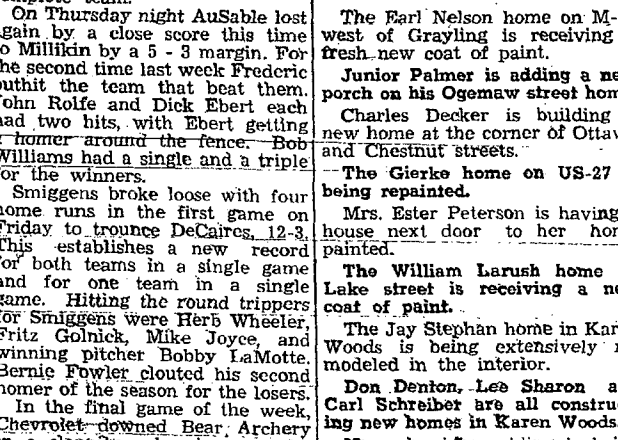 On Thursday night AuSable lost
again by a close score this time
to Millikin by a 5 - 3 margin. For
the second time last week Frederic
outhit the team that beat them.
John Rolfe and Dick Ebert each
had two hits, with Ebert getting
a homer around the fence. Bob
Williams had a single and a triple
for the winners.
Smiggens broke loose with four
home runs in the first game on
Friday to trounce DeCaires, 12-3.
This establishes a new record
for both teams in a single game
and for one team in a single
game. Hitting the round trippers
for Smiggens were Herb Wheeler,
Fritz Golnick, Mike Joyce, and
winning pitcher Bobby LaMotte.
Bernie Fowler clouted his second
homer of the season for the losers.
In the final game of the week,
Chevrolet downed Bear Archery
The Earl Nelson home on M-
west of Grayling is receiving
fresh new coat of paint.
Junior Palmer is adding a ne
porch on his Ogemaw street hom
Charles Decker is building
new home at the corner of Ottaw
and Chestnut streets.
The Gierke home on US-27
being repainted.
Mrs. Ester Peterson is having
house next door to her hom
painted.
The William Larush home
Lake street is receiving a ne
coat of paint.
The Jay Stephan home in Kar
Woods is being extensively
modeled in the interior.
Don Denton, Lee Sharon a
Carl Schreiber are all constru
ing new homes in Karen Woods.